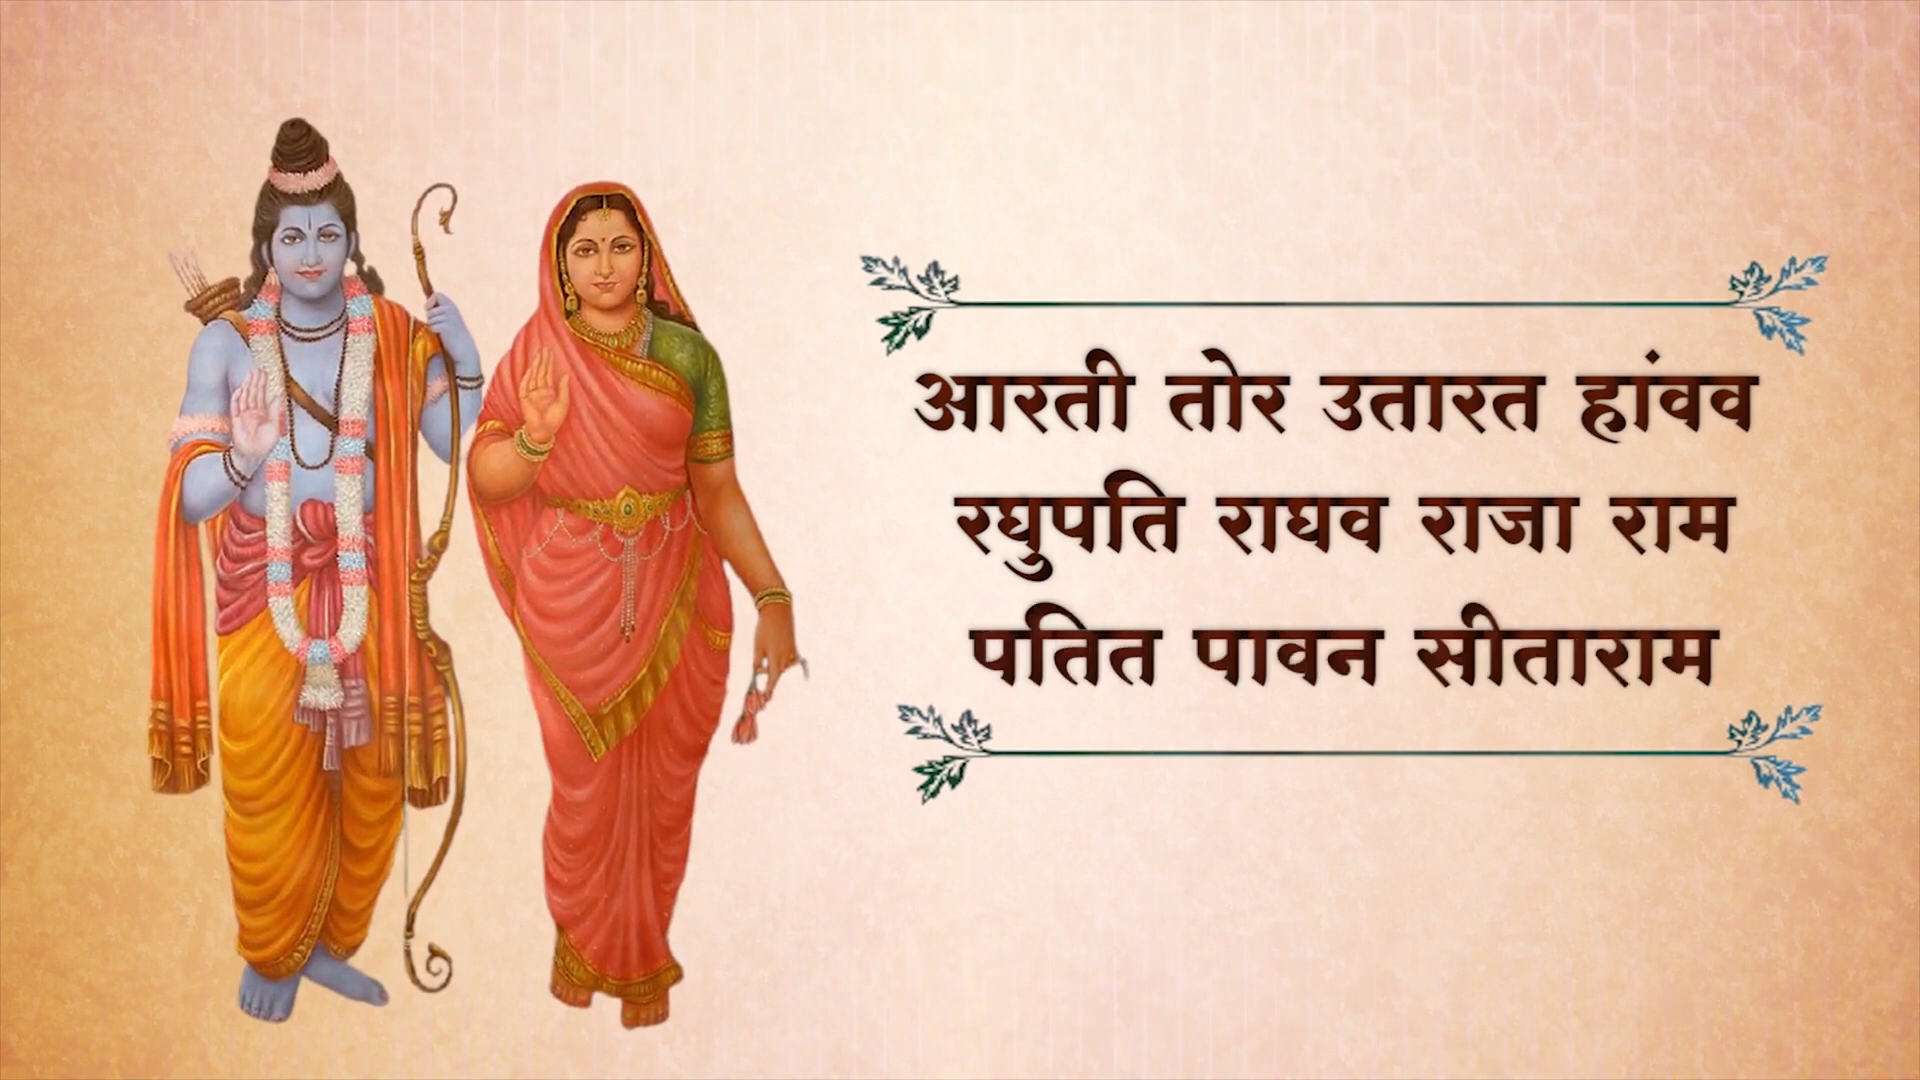 आरती तोर उतारत हांवव
रघुपति राघव राजा राम
पतित पावन सीताराम